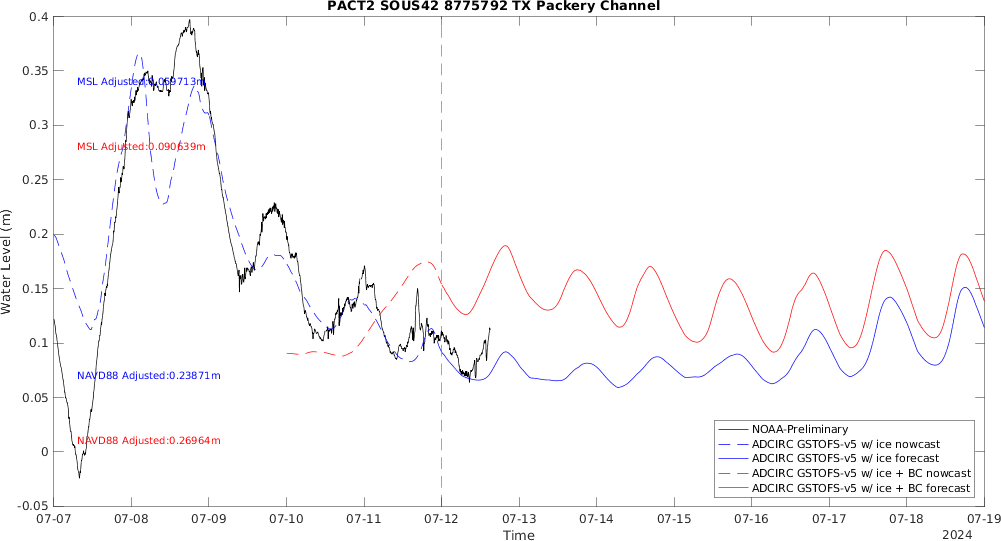 PACT2 SOUS42 8775792 TX Packery Channel
0.4
0.35
0.3
0.25
0.2
0.15
0.1
0.05
0
-0.05
Water Level (m)
MSL Adjusted:0.059713m
MSL Adjusted:0.090639m
NAVD88 Adjusted:0.23871m
NAVD88 Adjusted:0.26964m
NOAA-Preliminary
ADCIRC GSTOFS-v5 w/ ice nowcast
ADCIRC GSTOFS-v5 w/ ice forecast
ADCIRC GSTOFS-v5 w/ ice + BC nowcast
ADCIRC GSTOFS-v5 w/ ice + BC forecast
07-07 07-08 07-09 07-10 07-11 07-12 07-13 07-14 07-15 07-16 07-17 07-18 07-19
Time
2024